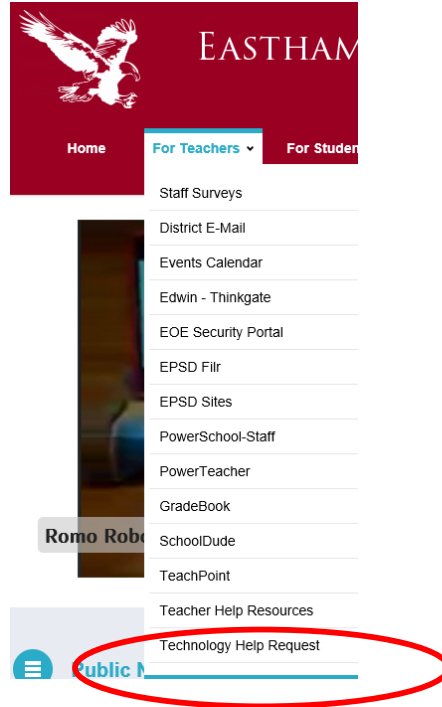 EASTHAM
Home For Teachers For Studen
Staff Surveys
District E-Mail
Events Calendar
Edwin - Thinkgate
EOE Security Portal
EPSD Filr
EPSD Sites
PowerSchool-Staff
PowerTeacher
GradeBook
Romo Robo
SchoolDude
TeachPoint
Teacher Help Resources
Technology Help Request
Public N